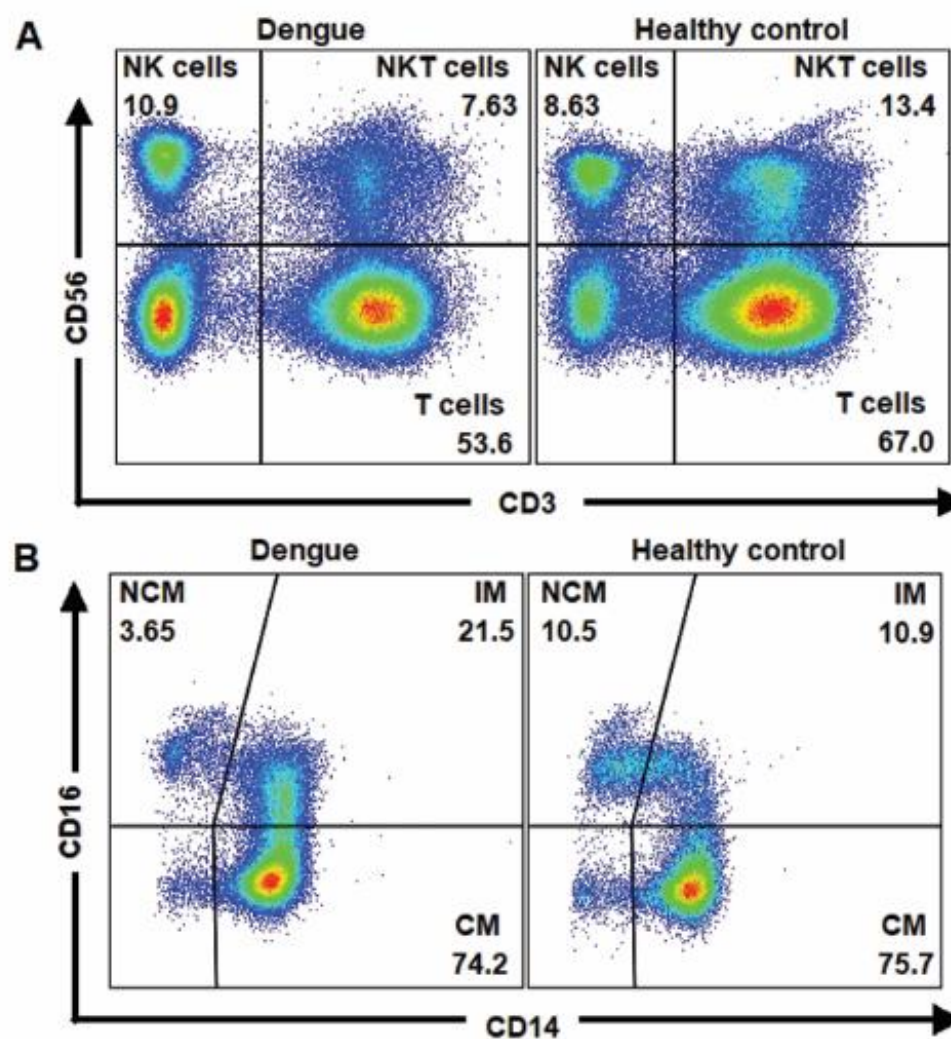 A
Dengue
Healthy control
NK cells
10.9
NKT cells
7.63
NK cells
8.63
NKT cells
13.4
CD56
T cells
53.6
T cells
67.0
CD3
B
Dengue
Healthy control
NCM
3.65
IM
21.5
NCM
10.5
IM
10.9
CD16
CM
74.2
CM
75.7
CD14